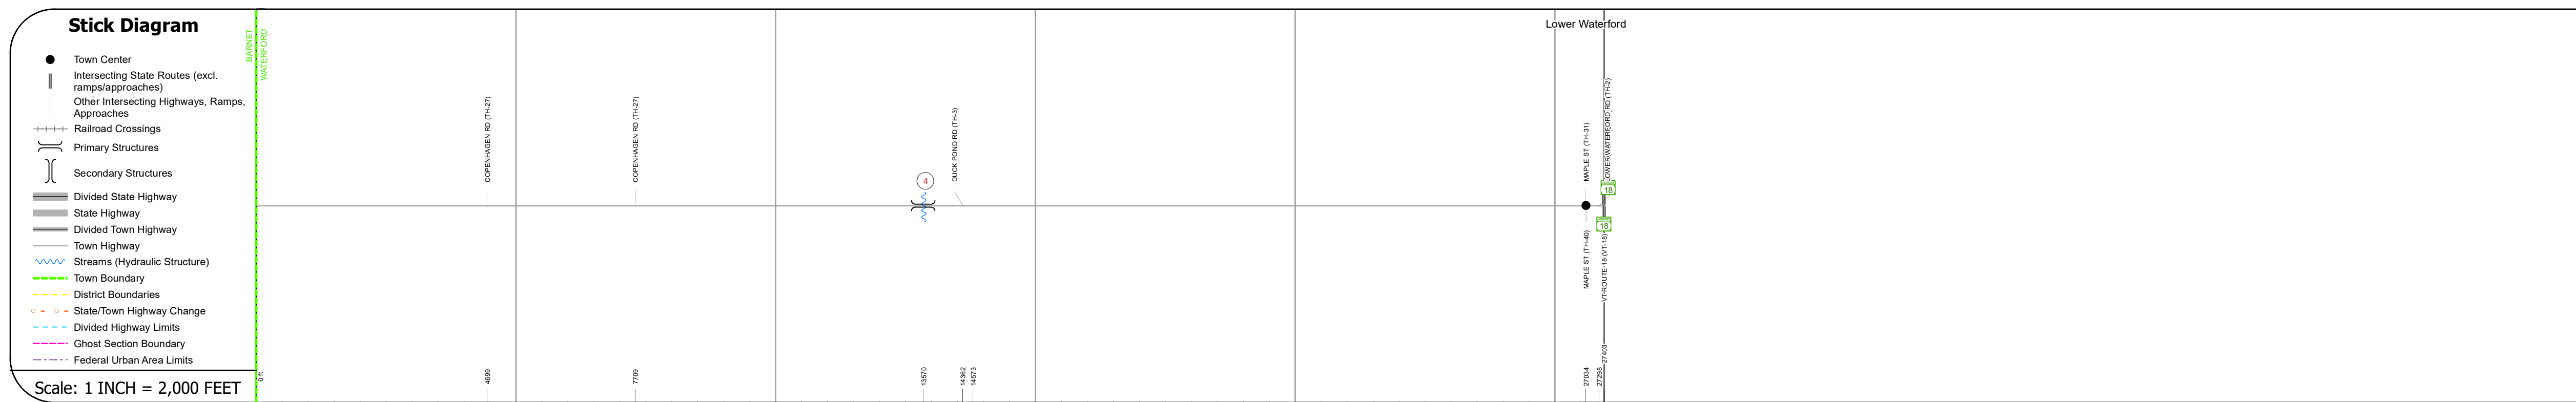 Stick Diagram
Town Center
Intersecting State Routes (excl.
ramps/approaches)
Other Intersecting Highways, Ramps,
Approaches
Railroad Crossings
Primary Structures
Secondary Structures
Divided State Highway
State Highway
Divided Town Highway
Town Highway
Streams (Hydraulic Structure)
Town Boundary
District Boundaries
State/Town Highway Change
Divided Highway Limits
Ghost Section Boundary
Federal Urban Area Limits
Scale: 1 INCH = 2,000 FEET
BARNET
WATERFORD
0 ft
COPENHAGEN RD (TH-27)
4699
COPENHAGEN RD (TH-27)
7709
4
13570
DUCK POND RD (TH-3)
14362
14573
Lower Waterford
MAPLE ST (TH-31)
LOWER WATERFORD RD (TH-2)
18
18
MAPLE ST (TH-40)
VT-ROUTE-18 (VT-18)
27034
27298
27403